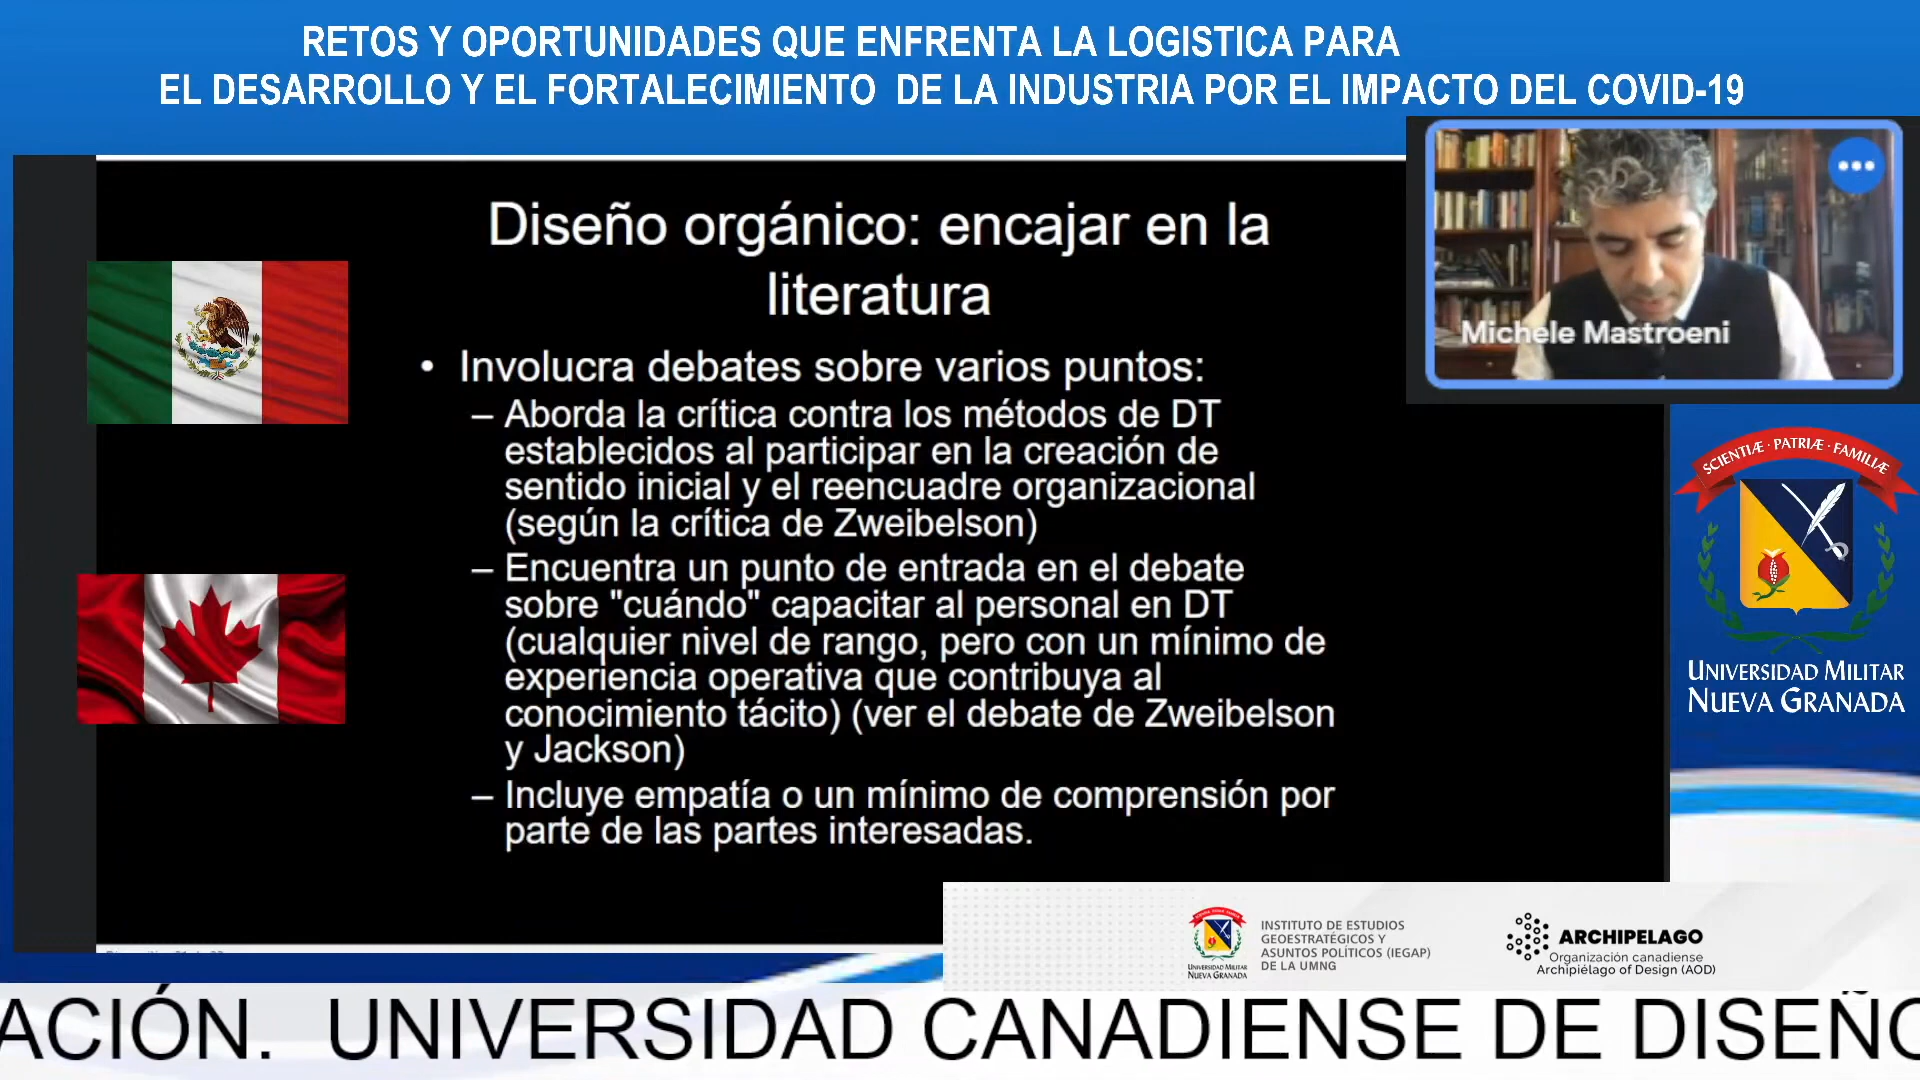 RETOS Y OPORTUNIDADES QUE ENFRENTA LA LOGISTICA PARA
EL DESARROLLO Y EL FORTALECIMIENTO DE LA INDUSTRIA POR EL IMPACTO DEL COVID-19
Michele Mastroeni
Diseño orgánico: encajar en la
literatura
• Involucra debates sobre varios puntos:
– Aborda la crítica contra los métodos de DT
establecidos al participar en la creación de
sentido inicial y el reencuadre organizacional
(según la crítica de Zweibelson)
– Encuentra un punto de entrada en el debate
sobre "cuándo" capacitar al personal en DT
(cualquier nivel de rango, pero con un mínimo de
experiencia operativa que contribuya al
conocimiento tácito) (ver el debate de Zweibelson
y Jackson)
– Incluye empatía o un mínimo de comprensión por
parte de las partes interesadas.
SCIENTIÆ · PATRIÆ · FAMILIÆ
UNIVERSIDAD MILITAR
NUEVA GRANADA
UNIVERSIDAD MILITAR
NUEVA GRANADA
INSTITUTO DE ESTUDIOS
GEOESTRATÉGICOS Y
ASUNTOS POLÍTICOS (IEGAP)
DE LA UMNG
ARCHIPELAGO
Organización canadiense
Archipiélago of Design (AOD)
ACIÓN. UNIVERSIDAD CANADIENSE DE DISEÑO